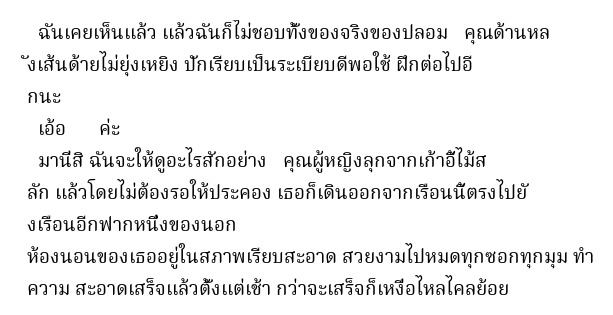 ฉันเคยเห็นแล้ว แล้วฉันก็ไม่ชอบทั้งของจริงของปลอม คุณด้านหล
ังเส้นด้ายไม่ยุ่งเหยิง ปักเรียบเป็นระเบียบดีพอใช้ ฝึกต่อไปอี
กนะ
เอ้อ ค่ะ
มานีสิ ฉันจะให้ดูอะไรสักอย่าง คุณผู้หญิงลุกจากเก้าอี้ไม้ส
ลัก แล้วโดยไม่ต้องรอให้ประคอง เธอก็เดินออกจากเรือนนี้ตรงไปยั
งเรือนอีกฟากหนึ่งของนอก
ห้องนอนของเธออยู่ในสภาพเรียบสะอาด สวยงามไปหมดทุกซอกทุกมุม ทำ
ความ สะอาดเสร็จแล้วตั้งแต่เช้า กว่าจะเสร็จก็เหงื่อไหลไคลย้อย